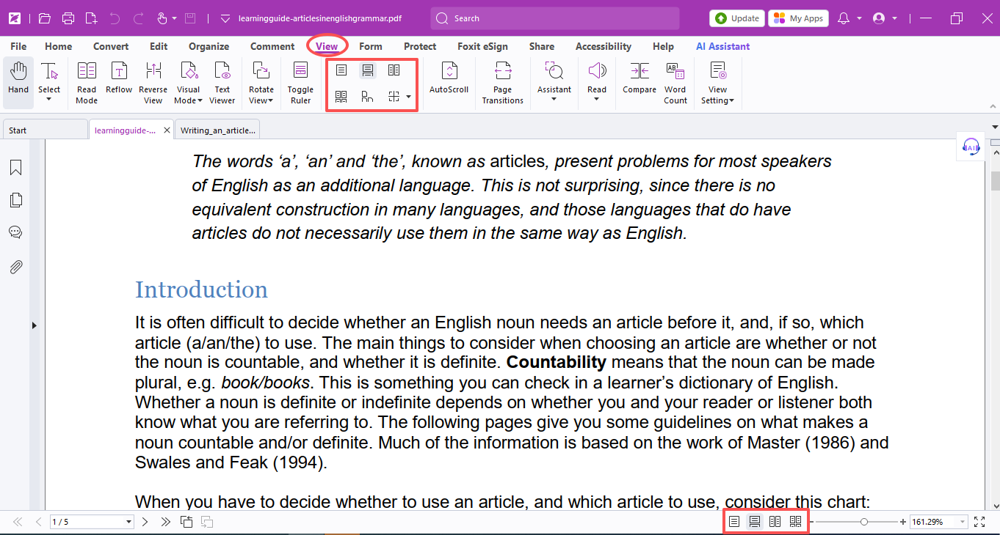 learningguide-articlesinenglishgrammar.pdf
Search
Update
My Apps
File Home Convert Edit Organize Comment View Form Protect Foxit eSign Share Accessibility Help AI Assistant
Hand
Select
Read Mode
Reflow
Reverse View
Visual Mode
Text Viewer
Rotate View
Toggle Ruler
AutoScroll
Page Transitions
Assistant
Read
Compare
Word Count
View Setting
Start
learningguide-...
Writing_an_article...
AI
The words ‘a’, ‘an’ and ‘the’, known as articles, present problems for most speakers
of English as an additional language. This is not surprising, since there is no
equivalent construction in many languages, and those languages that do have
articles do not necessarily use them in the same way as English.
Introduction
It is often difficult to decide whether an English noun needs an article before it, and, if so, which
article (a/an/the) to use. The main things to consider when choosing an article are whether or not
the noun is countable, and whether it is definite. Countability means that the noun can be made
plural, e.g. book/books. This is something you can check in a learner’s dictionary of English.
Whether a noun is definite or indefinite depends on whether you and your reader or listener both
know what you are referring to. The following pages give you some guidelines on what makes a
noun countable and/or definite. Much of the information is based on the work of Master (1986) and
Swales and Feak (1994).
When you have to decide whether to use an article, and which article to use, consider this chart:
1 / 5
161.29%